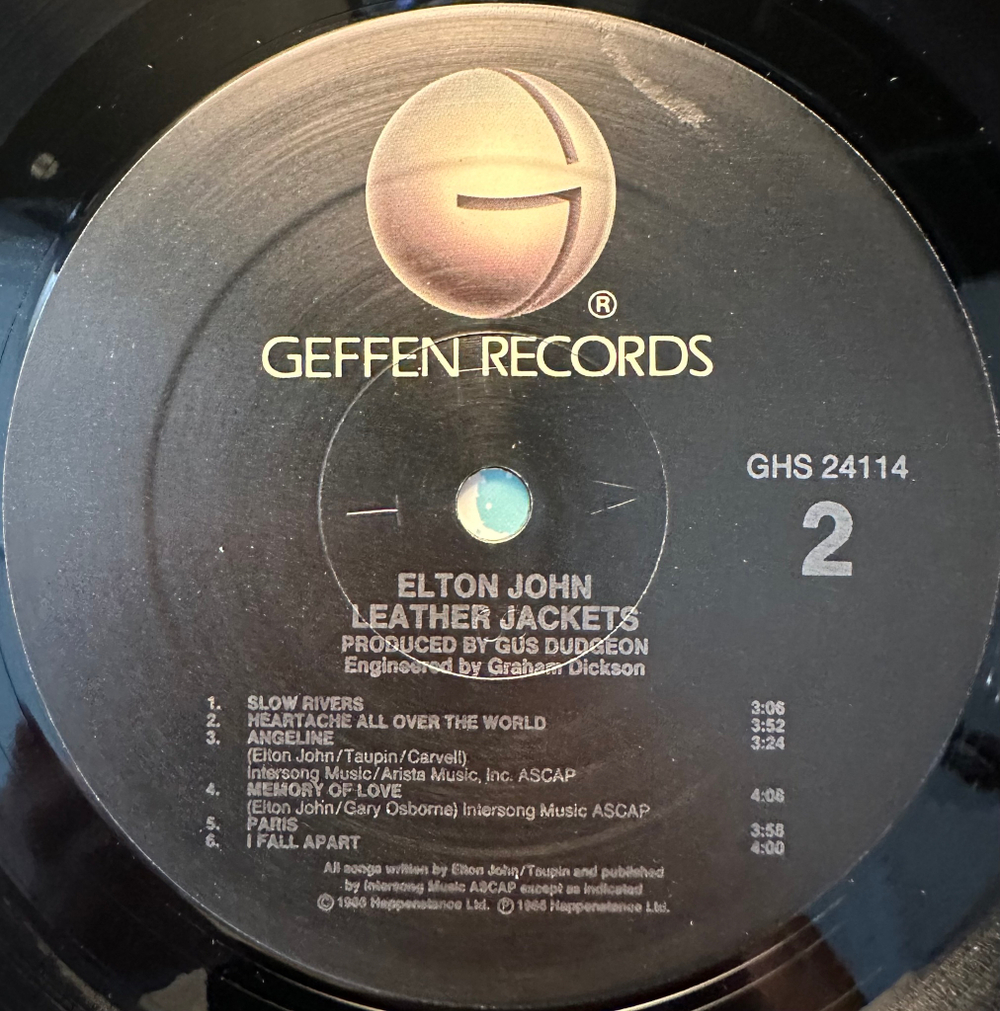 G
®
GEFFEN RECORDS
GHS 24114
2
ELTON JOHN
LEATHER JACKETS
PRODUCED BY GUS DUDGEON
Engineered by Graham Dickson
1. SLOW RIVERS 3:06
2. HEARTACHE ALL OVER THE WORLD 3:52
3. ANGELINE 3:24
(Elton John/Taupin/Carvell)
Intersong Music/Arista Music, Inc. ASCAP
4. MEMORY OF LOVE 4:06
(Elton John/Gary Osborne) Intersong Music ASCAP
5. PARIS 3:58
6. I FALL APART 4:00
All songs written by Elton John/Taupin and published
by Intersong Music ASCAP except as indicated
© 1986 Happenstance Ltd. ℗ 1986 Happenstance Ltd.